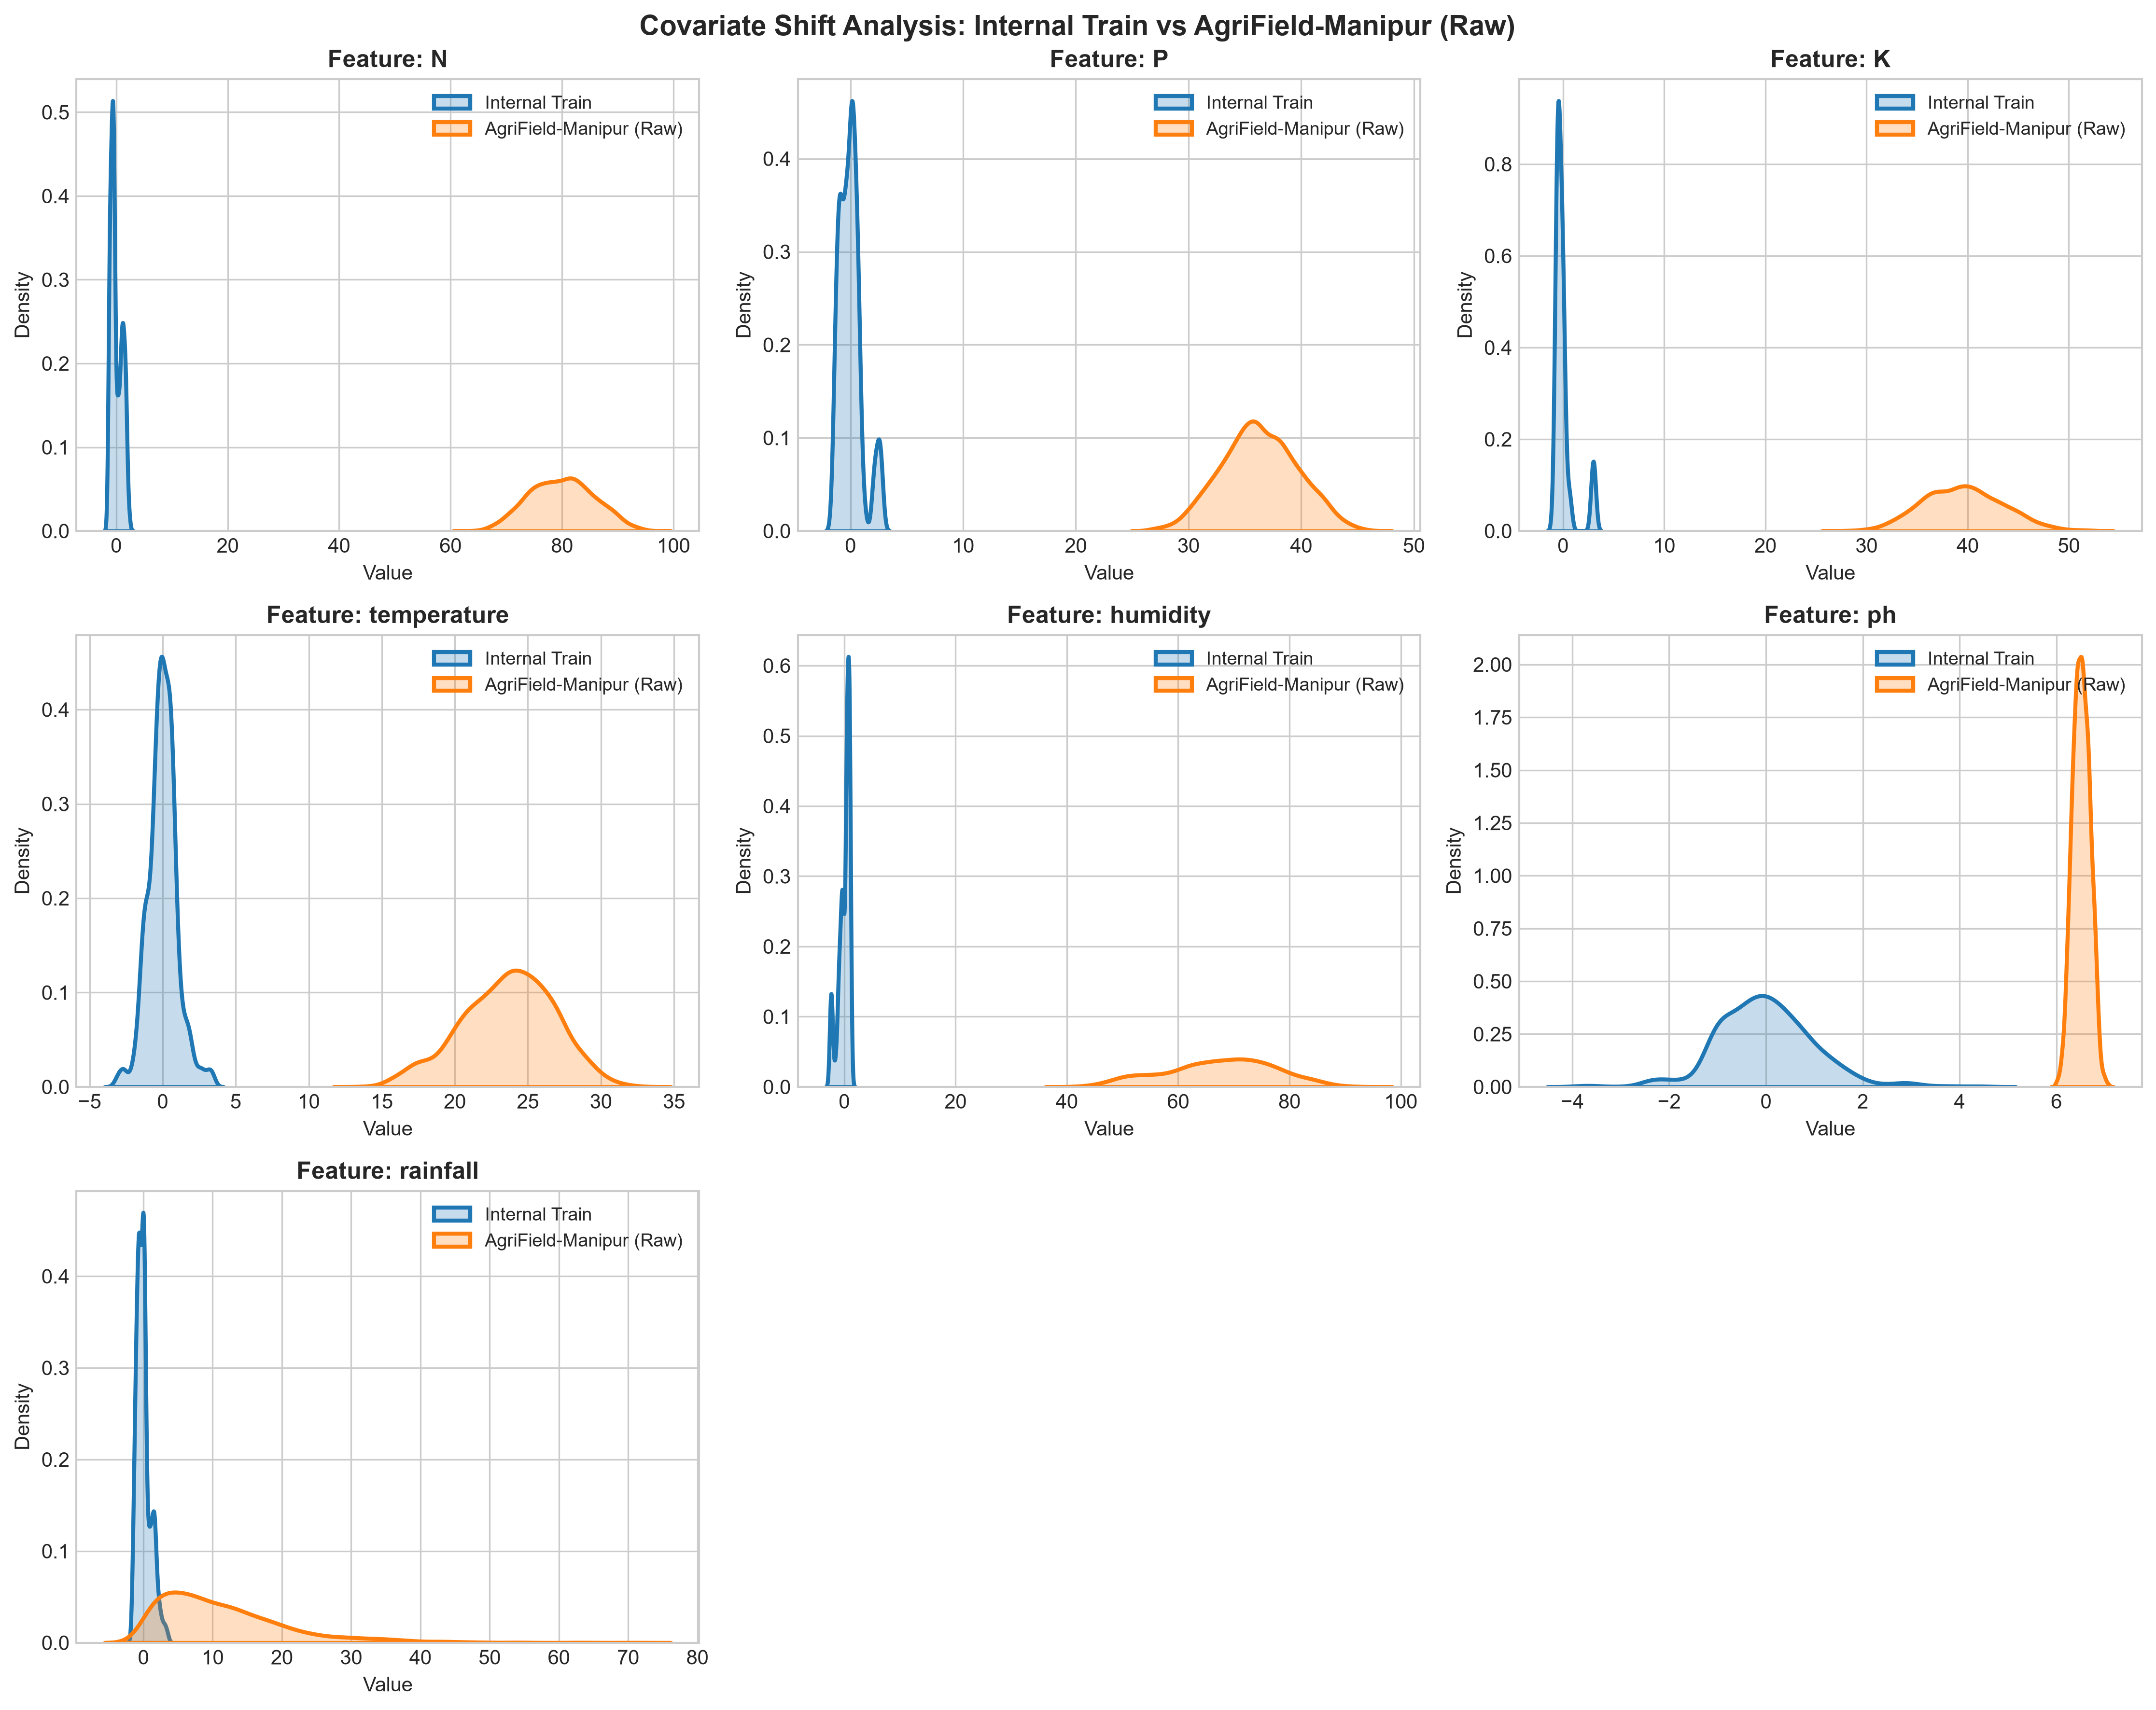 Covariate Shift Analysis: Internal Train vs AgriField-Manipur (Raw)
Feature: N
Internal Train
AgriField-Manipur (Raw)
Density
0.5
0.4
0.3
0.2
0.1
0.0
0 20 40 60 80 100
Value
Feature: P
Internal Train
AgriField-Manipur (Raw)
Density
0.4
0.3
0.2
0.1
0.0
0 10 20 30 40 50
Value
Feature: K
Internal Train
AgriField-Manipur (Raw)
Density
0.8
0.6
0.4
0.2
0.0
0 10 20 30 40 50
Value
Feature: temperature
Internal Train
AgriField-Manipur (Raw)
Density
0.4
0.3
0.2
0.1
0.0
−5 0 5 10 15 20 25 30 35
Value
Feature: humidity
Internal Train
AgriField-Manipur (Raw)
Density
0.6
0.5
0.4
0.3
0.2
0.1
0.0
0 20 40 60 80 100
Value
Feature: ph
Internal Train
AgriField-Manipur (Raw)
Density
2.00
1.75
1.50
1.25
1.00
0.75
0.50
0.25
0.00
−4 −2 0 2 4 6
Value
Feature: rainfall
Internal Train
AgriField-Manipur (Raw)
Density
0.4
0.3
0.2
0.1
0.0
0 10 20 30 40 50 60 70 80
Value